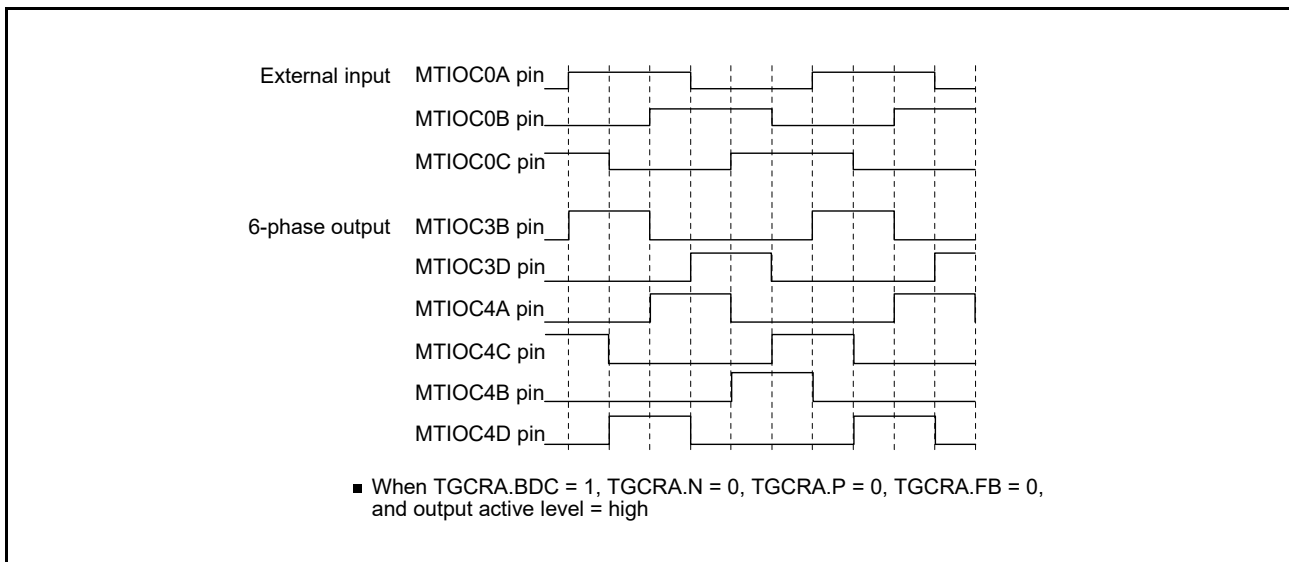 External input MTIOC0A pin
MTIOC0B pin
MTIOC0C pin
6-phase output MTIOC3B pin
MTIOC3D pin
MTIOC4A pin
MTIOC4C pin
MTIOC4B pin
MTIOC4D pin
■ When TGCRA.BDC = 1, TGCRA.N = 0, TGCRA.P = 0, TGCRA.FB = 0,
and output active level = high